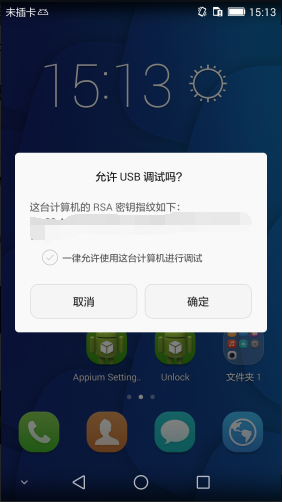 未插卡
15:13
15:13
允许 USB 调试吗?
这台计算机的 RSA 密钥指纹如下:
一律允许使用这台计算机进行调试
取消
确定
Appium Setting..
Unlock
文件夹 1